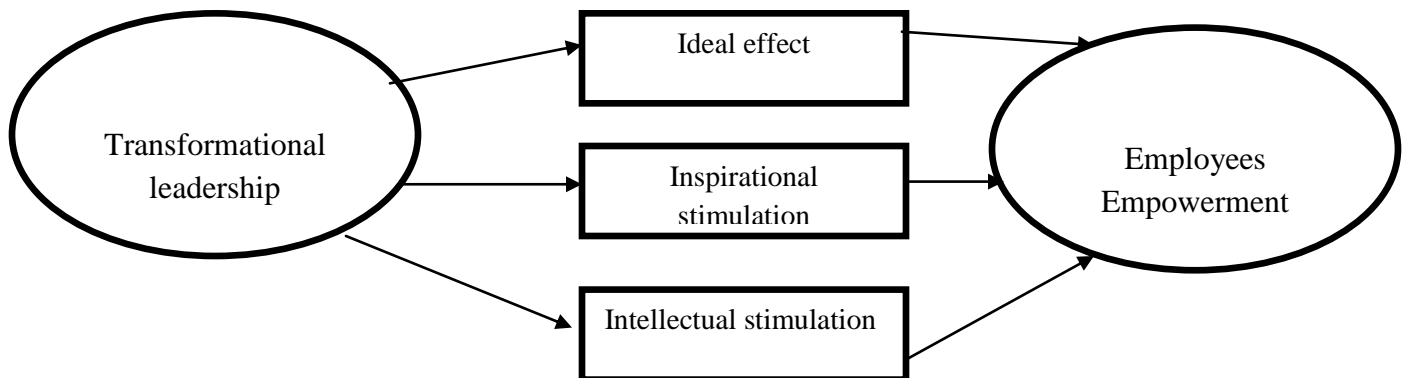 Ideal effect
Transformational
leadership
Inspirational
stimulation
Employees
Empowerment
Intellectual stimulation